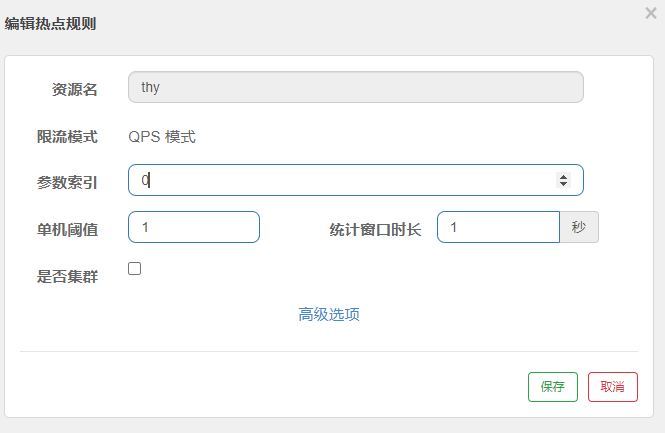 编辑热点规则 ×
资源名 thy
限流模式 QPS 模式
参数索引 0
单机阈值 1 统计窗口时长 1 秒
是否集群
高级选项
保存 取消